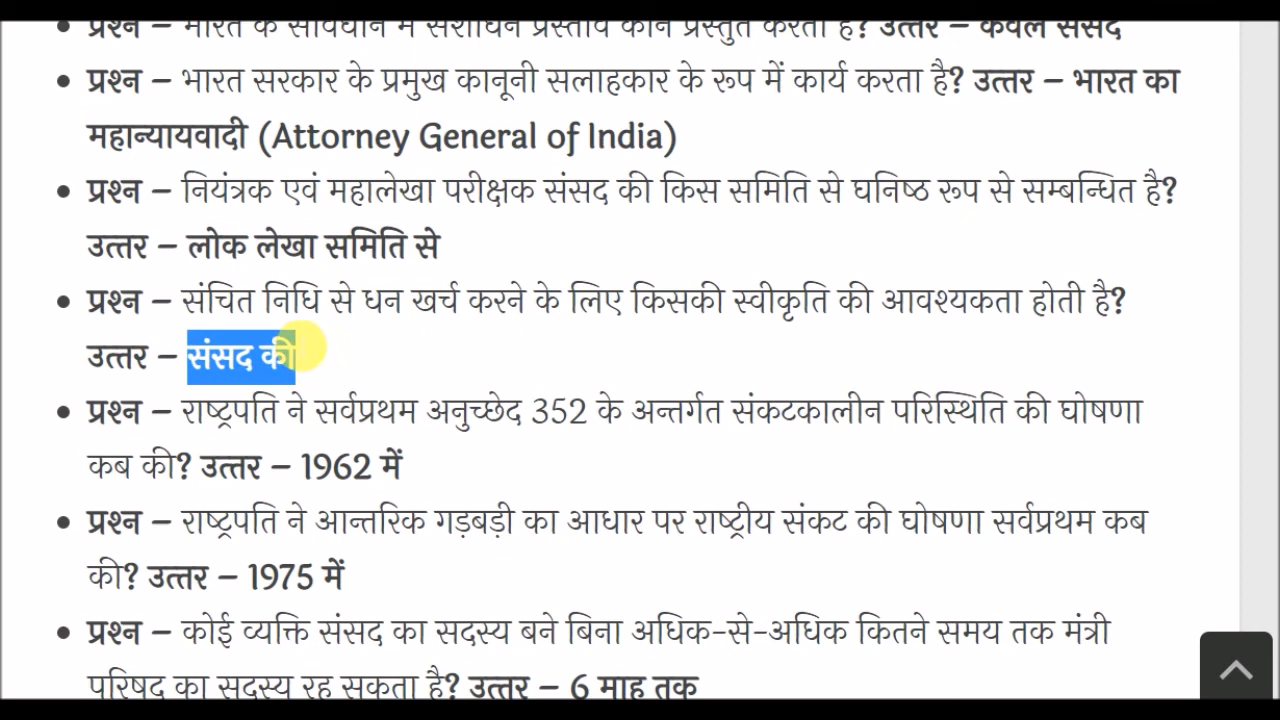 प्रश्न – भारत के संविधान में संशोधन प्रस्ताव कौन प्रस्तुत करता है? उत्तर – केवल संसद
प्रश्न – भारत सरकार के प्रमुख कानूनी सलाहकार के रूप में कार्य करता है? उत्तर – भारत का
महान्यायवादी (Attorney General of India)
प्रश्न – नियंत्रक एवं महालेखा परीक्षक संसद की किस समिति से घनिष्ठ रूप से सम्बन्धित है?
उत्तर – लोक लेखा समिति से
प्रश्न – संचित निधि से धन खर्च करने के लिए किसकी स्वीकृति की आवश्यकता होती है?
उत्तर – संसद की
प्रश्न – राष्ट्रपति ने सर्वप्रथम अनुच्छेद 352 के अन्तर्गत संकटकालीन परिस्थिति की घोषणा
कब की? उत्तर – 1962 में
प्रश्न – राष्ट्रपति ने आन्तरिक गड़बड़ी का आधार पर राष्ट्रीय संकट की घोषणा सर्वप्रथम कब
की? उत्तर – 1975 में
प्रश्न – कोई व्यक्ति संसद का सदस्य बने बिना अधिक-से-अधिक कितने समय तक मंत्री
परिषद का सदस्य रह सकता है? उत्तर – 6 माह तक